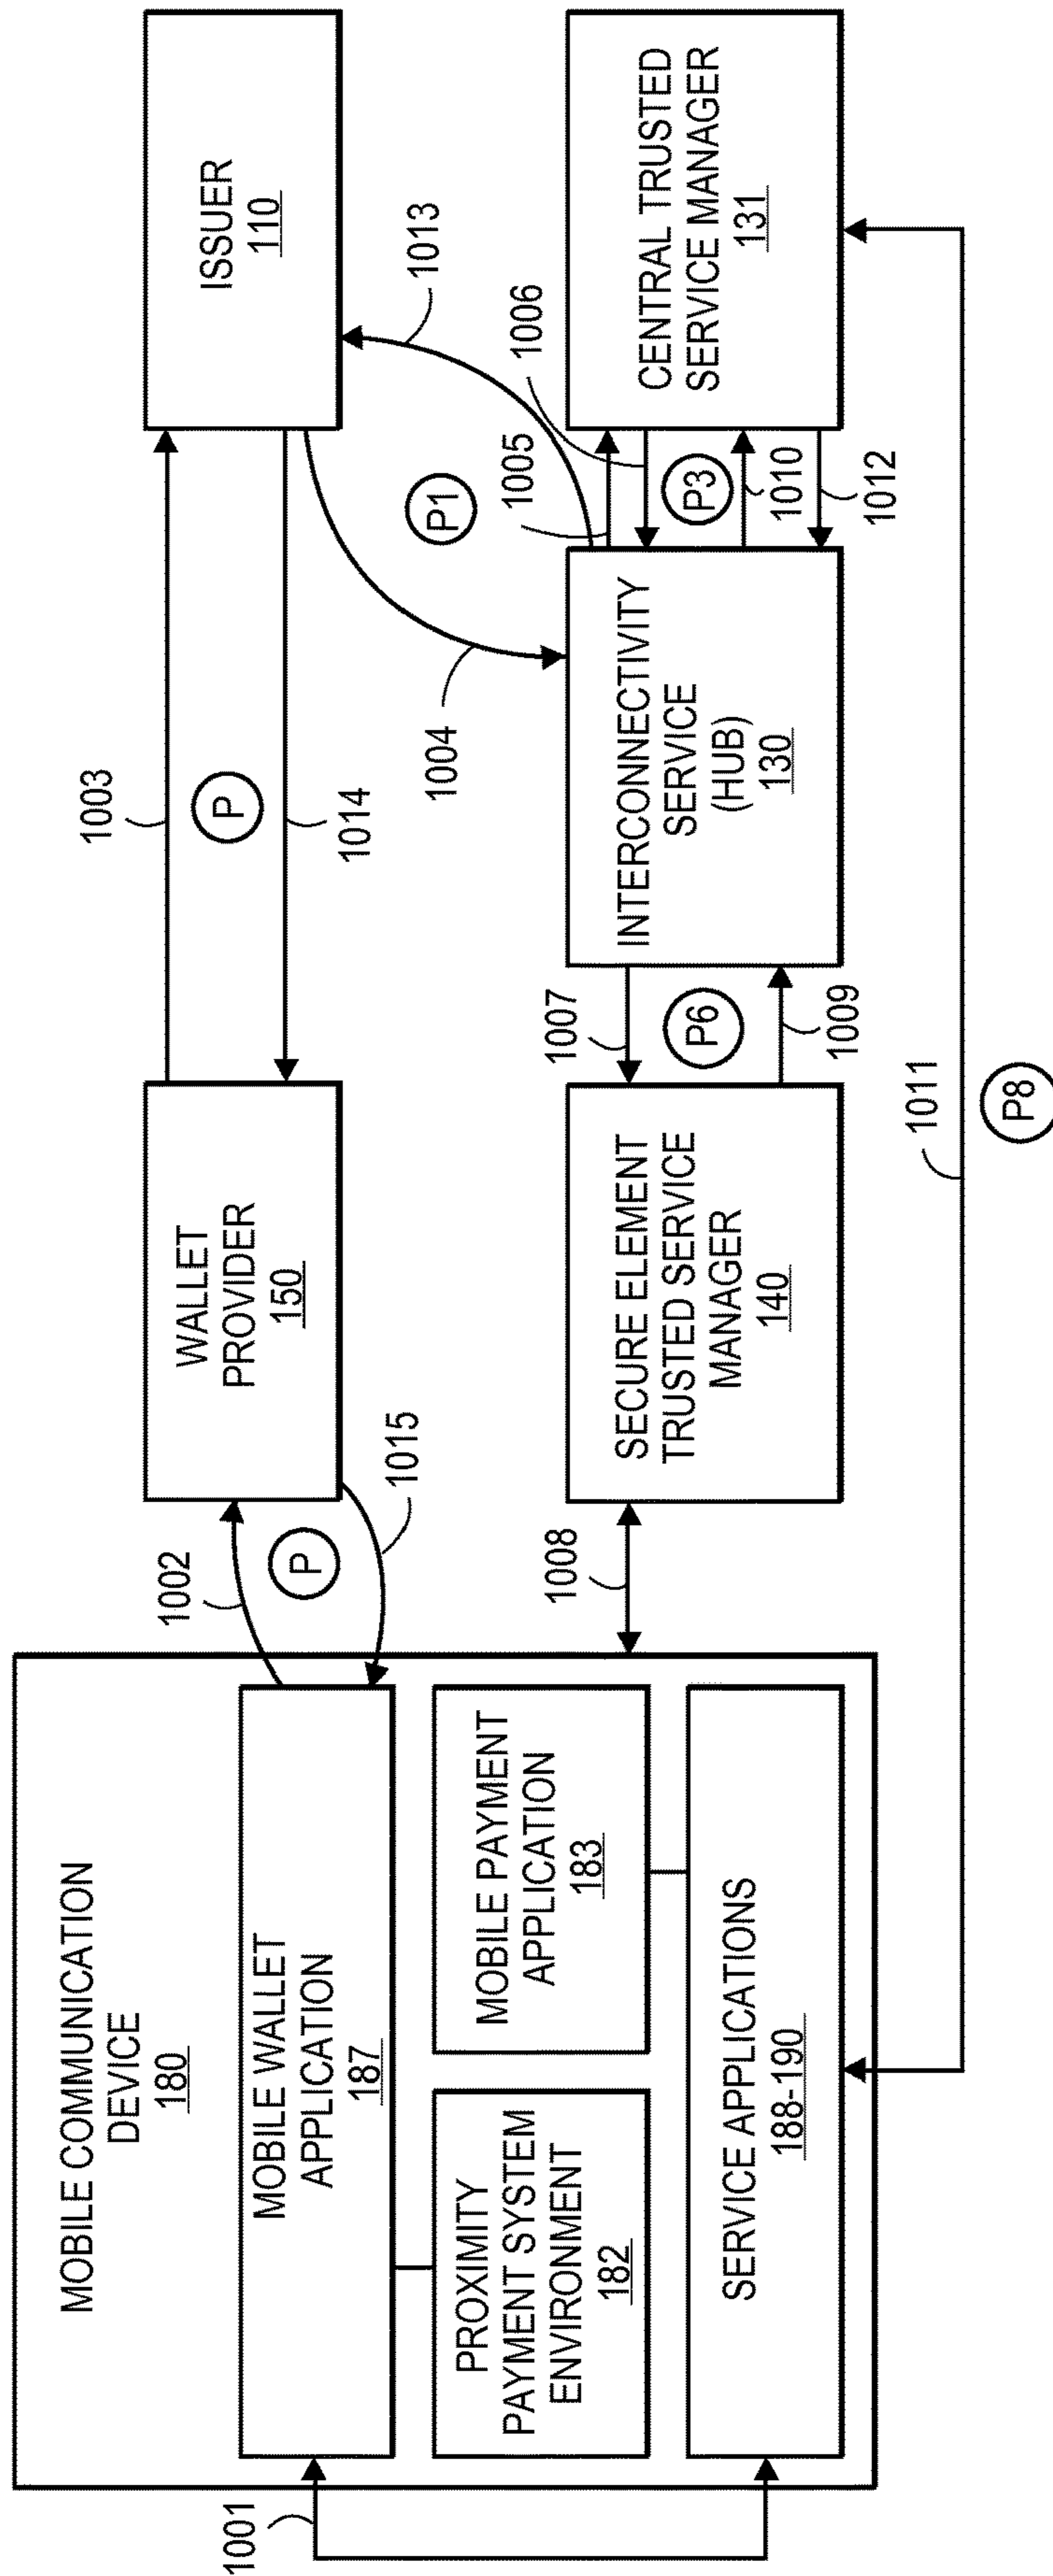 MOBILE COMMUNICATION
DEVICE
180
MOBILE WALLET
APPLICATION
187
PROXIMITY
PAYMENT SYSTEM
ENVIRONMENT
182
MOBILE PAYMENT
APPLICATION
183
SERVICE APPLICATIONS
188-190
1001
1002
P
1015
WALLET
PROVIDER
150
1003
P
1014
ISSUER
110
1013
1004
P1
1008
SECURE ELEMENT
TRUSTED SERVICE
MANAGER
140
1007
P6
1009
INTERCONNECTIVITY
SERVICE
(HUB)
130
1005
1006
P3
1010
1012
CENTRAL TRUSTED
SERVICE MANAGER
131
1011
P8